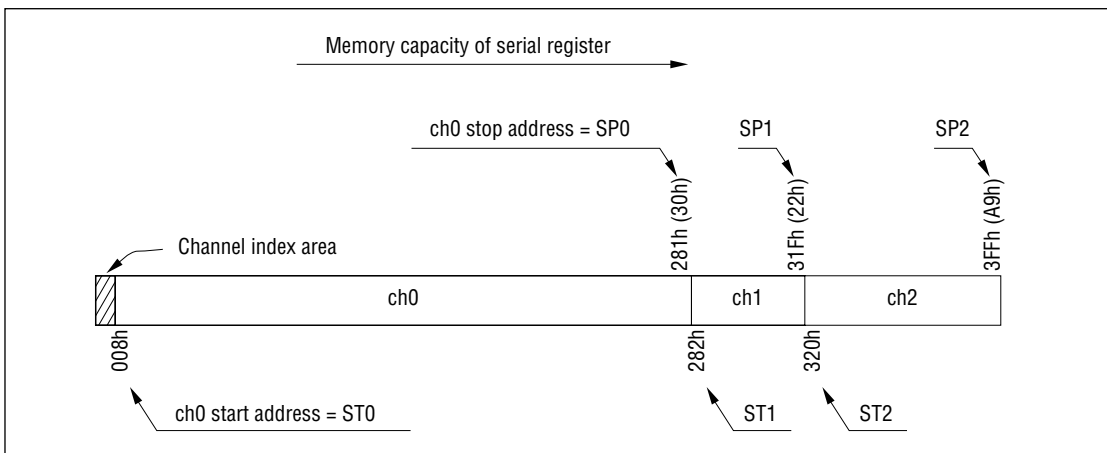 Memory capacity of serial register
ch0 stop address = SP0
SP1
SP2
281h (30h)
31Fh (22h)
3FFh (A9h)
Channel index area
ch0
ch1
ch2
008h
282h
320h
ch0 start address = ST0
ST1
ST2